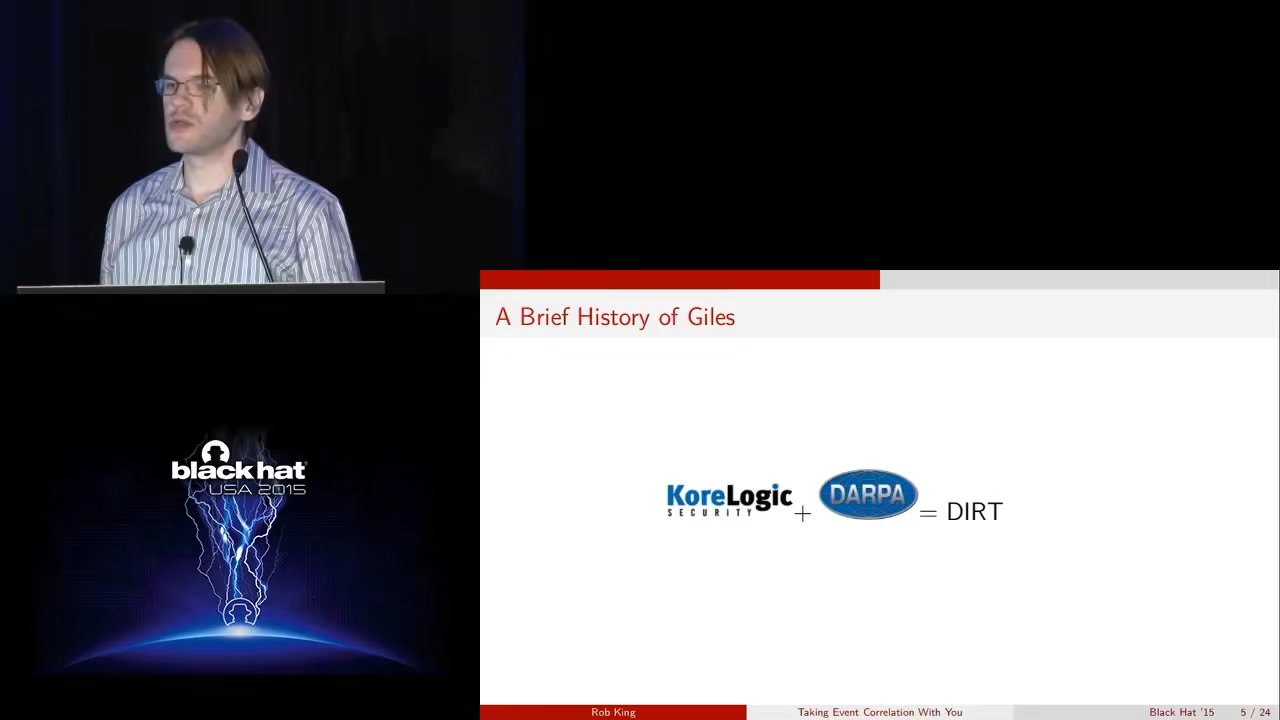 A Brief History of Giles
KoreLogic
SECURITY
+ DARPA = DIRT
black hat
USA 2015
Rob King Taking Event Correlation With You Black Hat '15 5 / 24